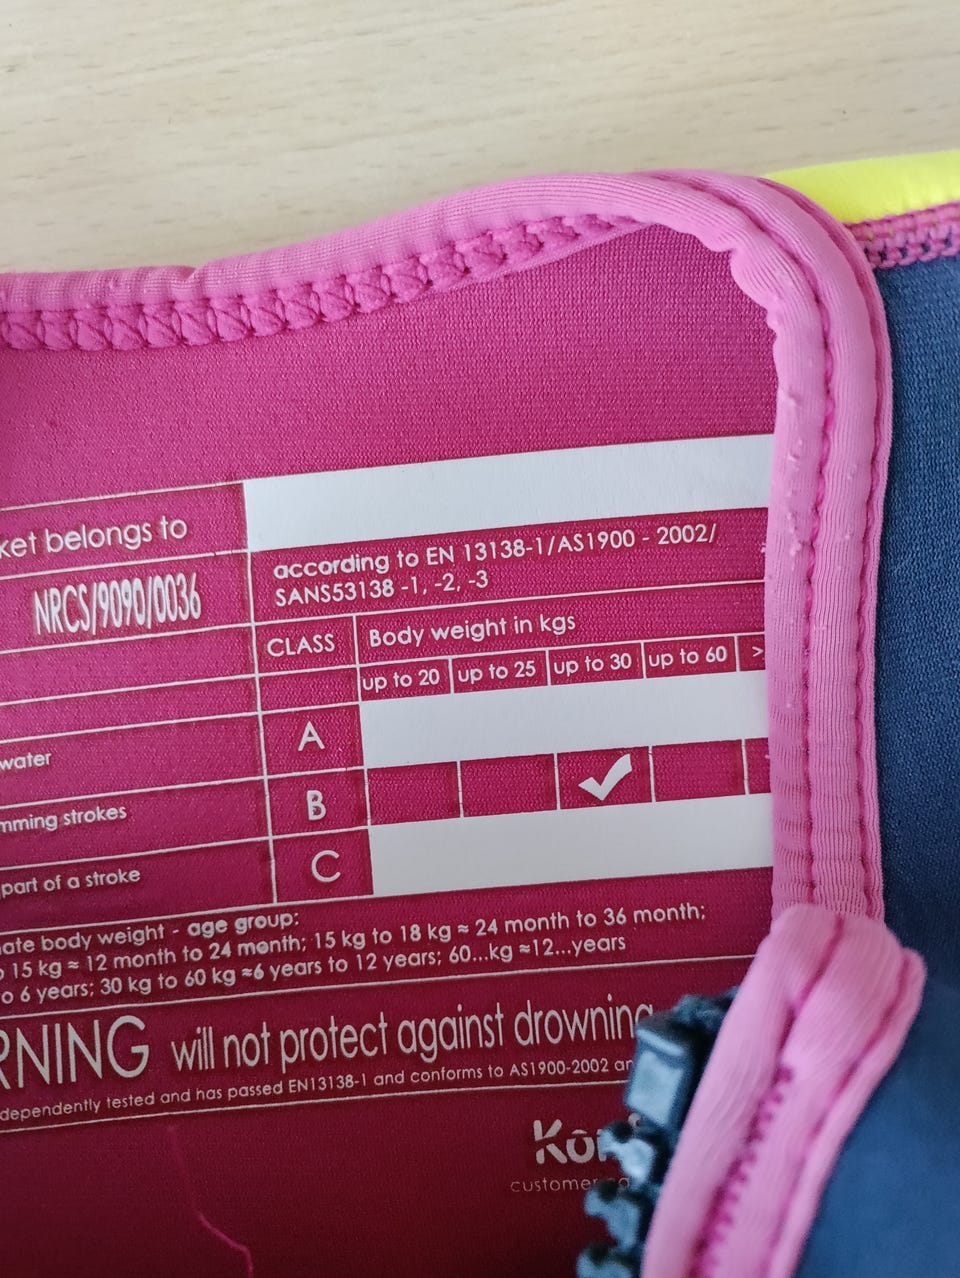 ket belongs to
NRCS/9090/0036
according to EN 13138-1/AS1900 - 2002/
SANS53138 -1, -2, -3
CLASS
Body weight in kgs
up to 20 up to 25 up to 30 up to 60 >
A
water
B ✓
mming strokes
C
part of a stroke
ate body weight - age group:
15 kg ≈ 12 month to 24 month; 15 kg to 18 kg ≈ 24 month to 36 month;
o 6 years; 30 kg to 60 kg ≈6 years to 12 years; 60...kg ≈12...years
RNING will not protect against drowning
dependently tested and has passed EN13138-1 and conforms to AS1900-2002 an
Kōn
customer